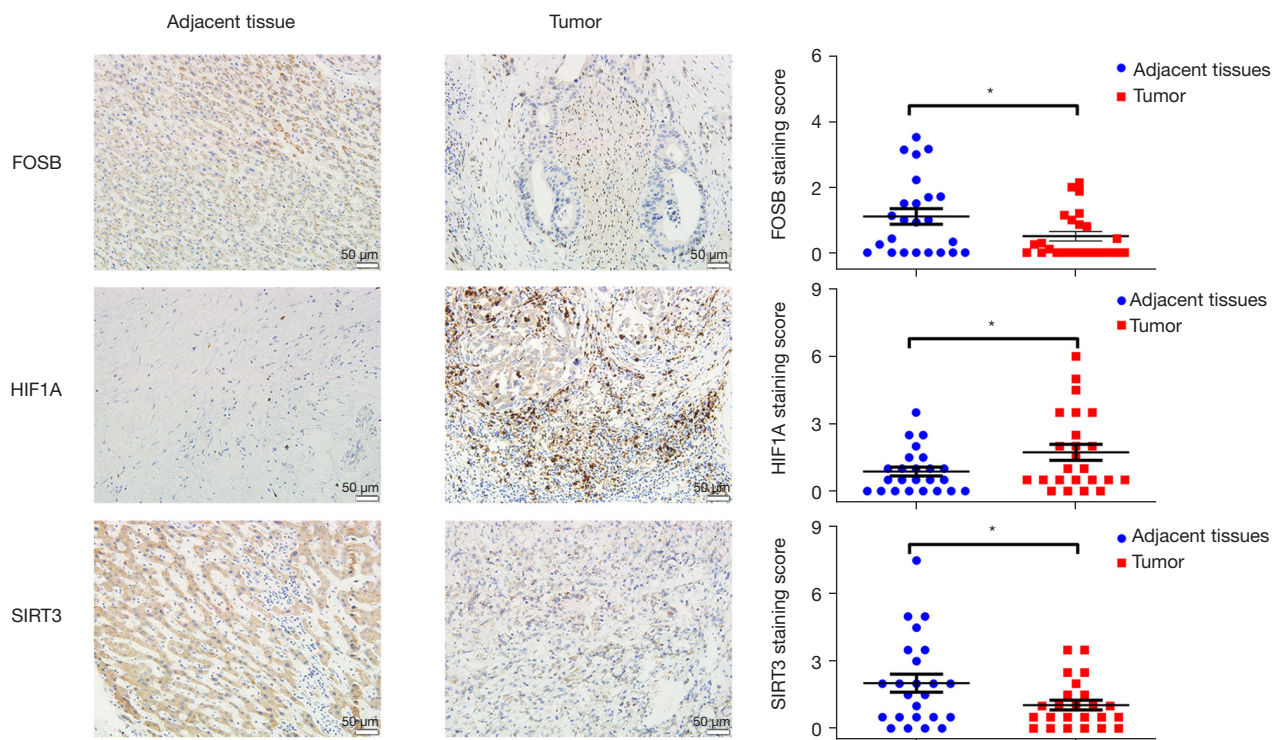 Adjacent tissue
Tumor
FOSB
50 µm
50 µm
FOSB staining score
6
4
2
0
*
Adjacent tissues
Tumor
HIF1A
50 µm
50 µm
HIF1A staining score
9
6
3
0
*
Adjacent tissues
Tumor
SIRT3
50 µm
50 µm
SIRT3 staining score
9
6
3
0
*
Adjacent tissues
Tumor